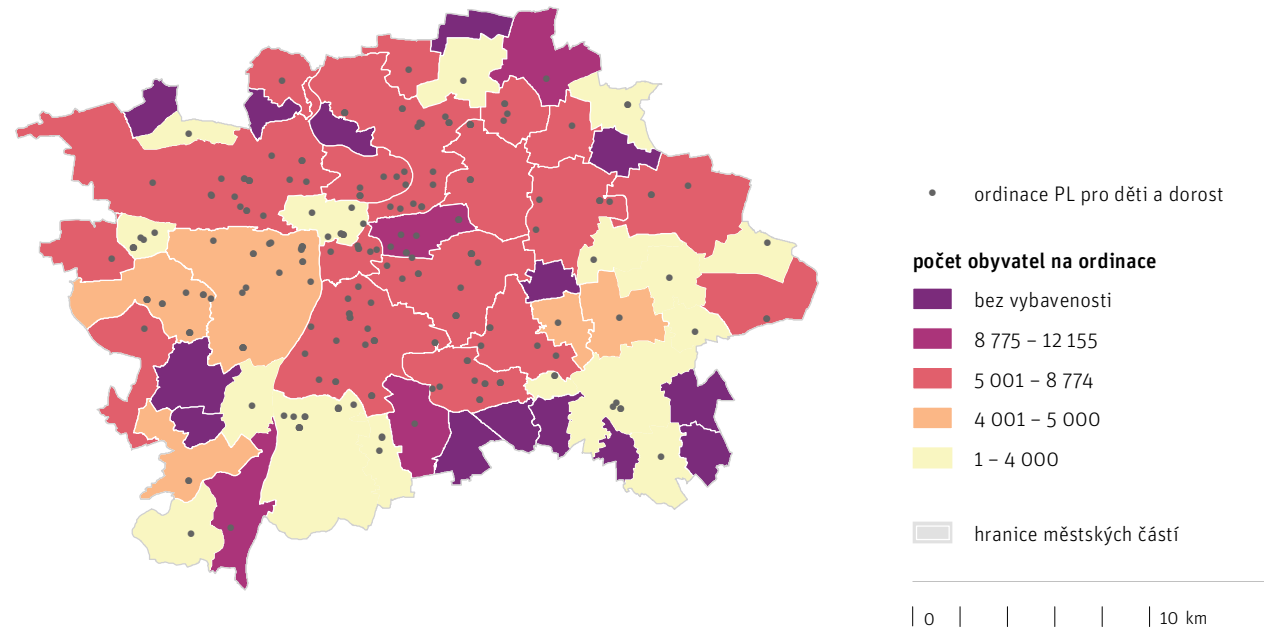 ordinace PL pro děti a dorost
počet obyvatel na ordinace
bez vybavenosti
8 775 – 12 155
5 001 – 8 774
4 001 – 5 000
1 – 4 000
hranice městských částí
0 10 km